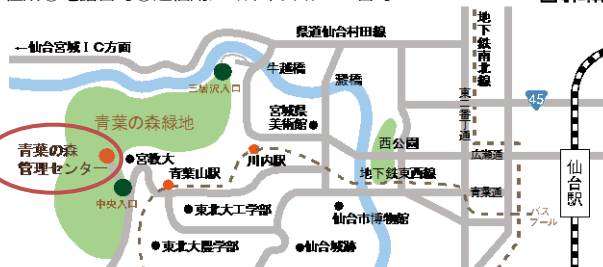 県道仙台村田線
←仙台宮城IC方面
牛越橋
澱橋
地下鉄南北線
三居沢入口
東二番丁通
45
宮城県
美術館
青葉の森緑地
西公園
青葉の森
管理センター
宮教大
川内駅
広瀬通
青葉山駅
地下鉄東西線
仙台駅
中央入口
青葉通
東北大工学部
仙台市博物館
バス
プール
東北大農学部
仙台城跡